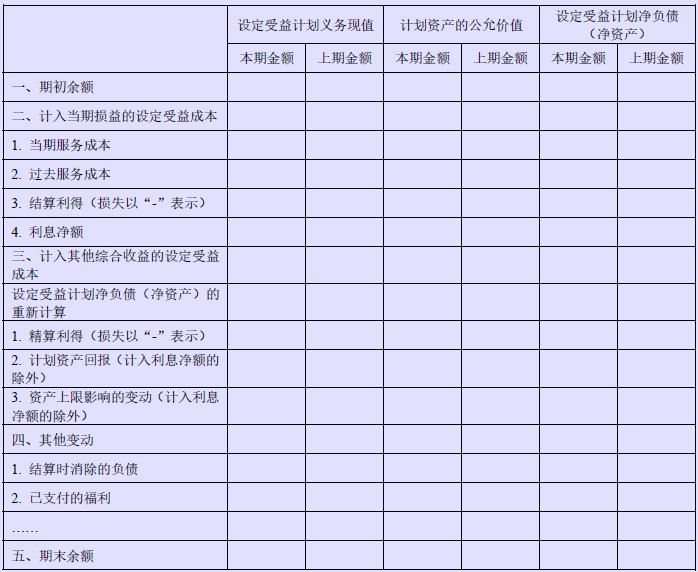 设定受益计划义务现值 计划资产的公允价值 设定受益计划净负债
（净资产）
本期金额 上期金额 本期金额 上期金额 本期金额 上期金额
一、期初余额
二、计入当期损益的设定受益成本
1. 当期服务成本
2. 过去服务成本
3. 结算利得（损失以“-”表示）
4. 利息净额
三、计入其他综合收益的设定受益
成本
设定受益计划净负债（净资产）的
重新计算
1. 精算利得（损失以“-”表示）
2. 计划资产回报（计入利息净额的
除外）
3. 资产上限影响的变动（计入利息
净额的除外）
四、其他变动
1. 结算时消除的负债
2. 已支付的福利
……
五、期末余额